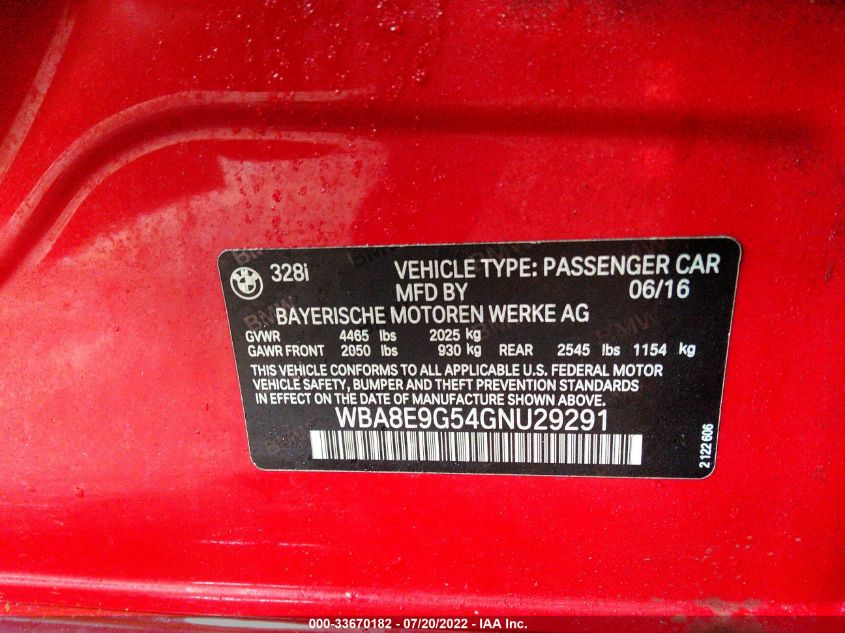 328i VEHICLE TYPE: PASSENGER CAR
MFD BY 06/16
BAYERISCHE MOTOREN WERKE AG
GVWR 4465 lbs 2025 kg
GAWR FRONT 2050 lbs 930 kg REAR 2545 lbs 1154 kg
THIS VEHICLE CONFORMS TO ALL APPLICABLE U.S. FEDERAL MOTOR
VEHICLE SAFETY, BUMPER AND THEFT PREVENTION STANDARDS
IN EFFECT ON THE DATE OF MANUFACTURE SHOWN ABOVE.
WBA8E9G54GNU29291
2 122 606
000-33670182 - 07/20/2022 - IAA Inc.